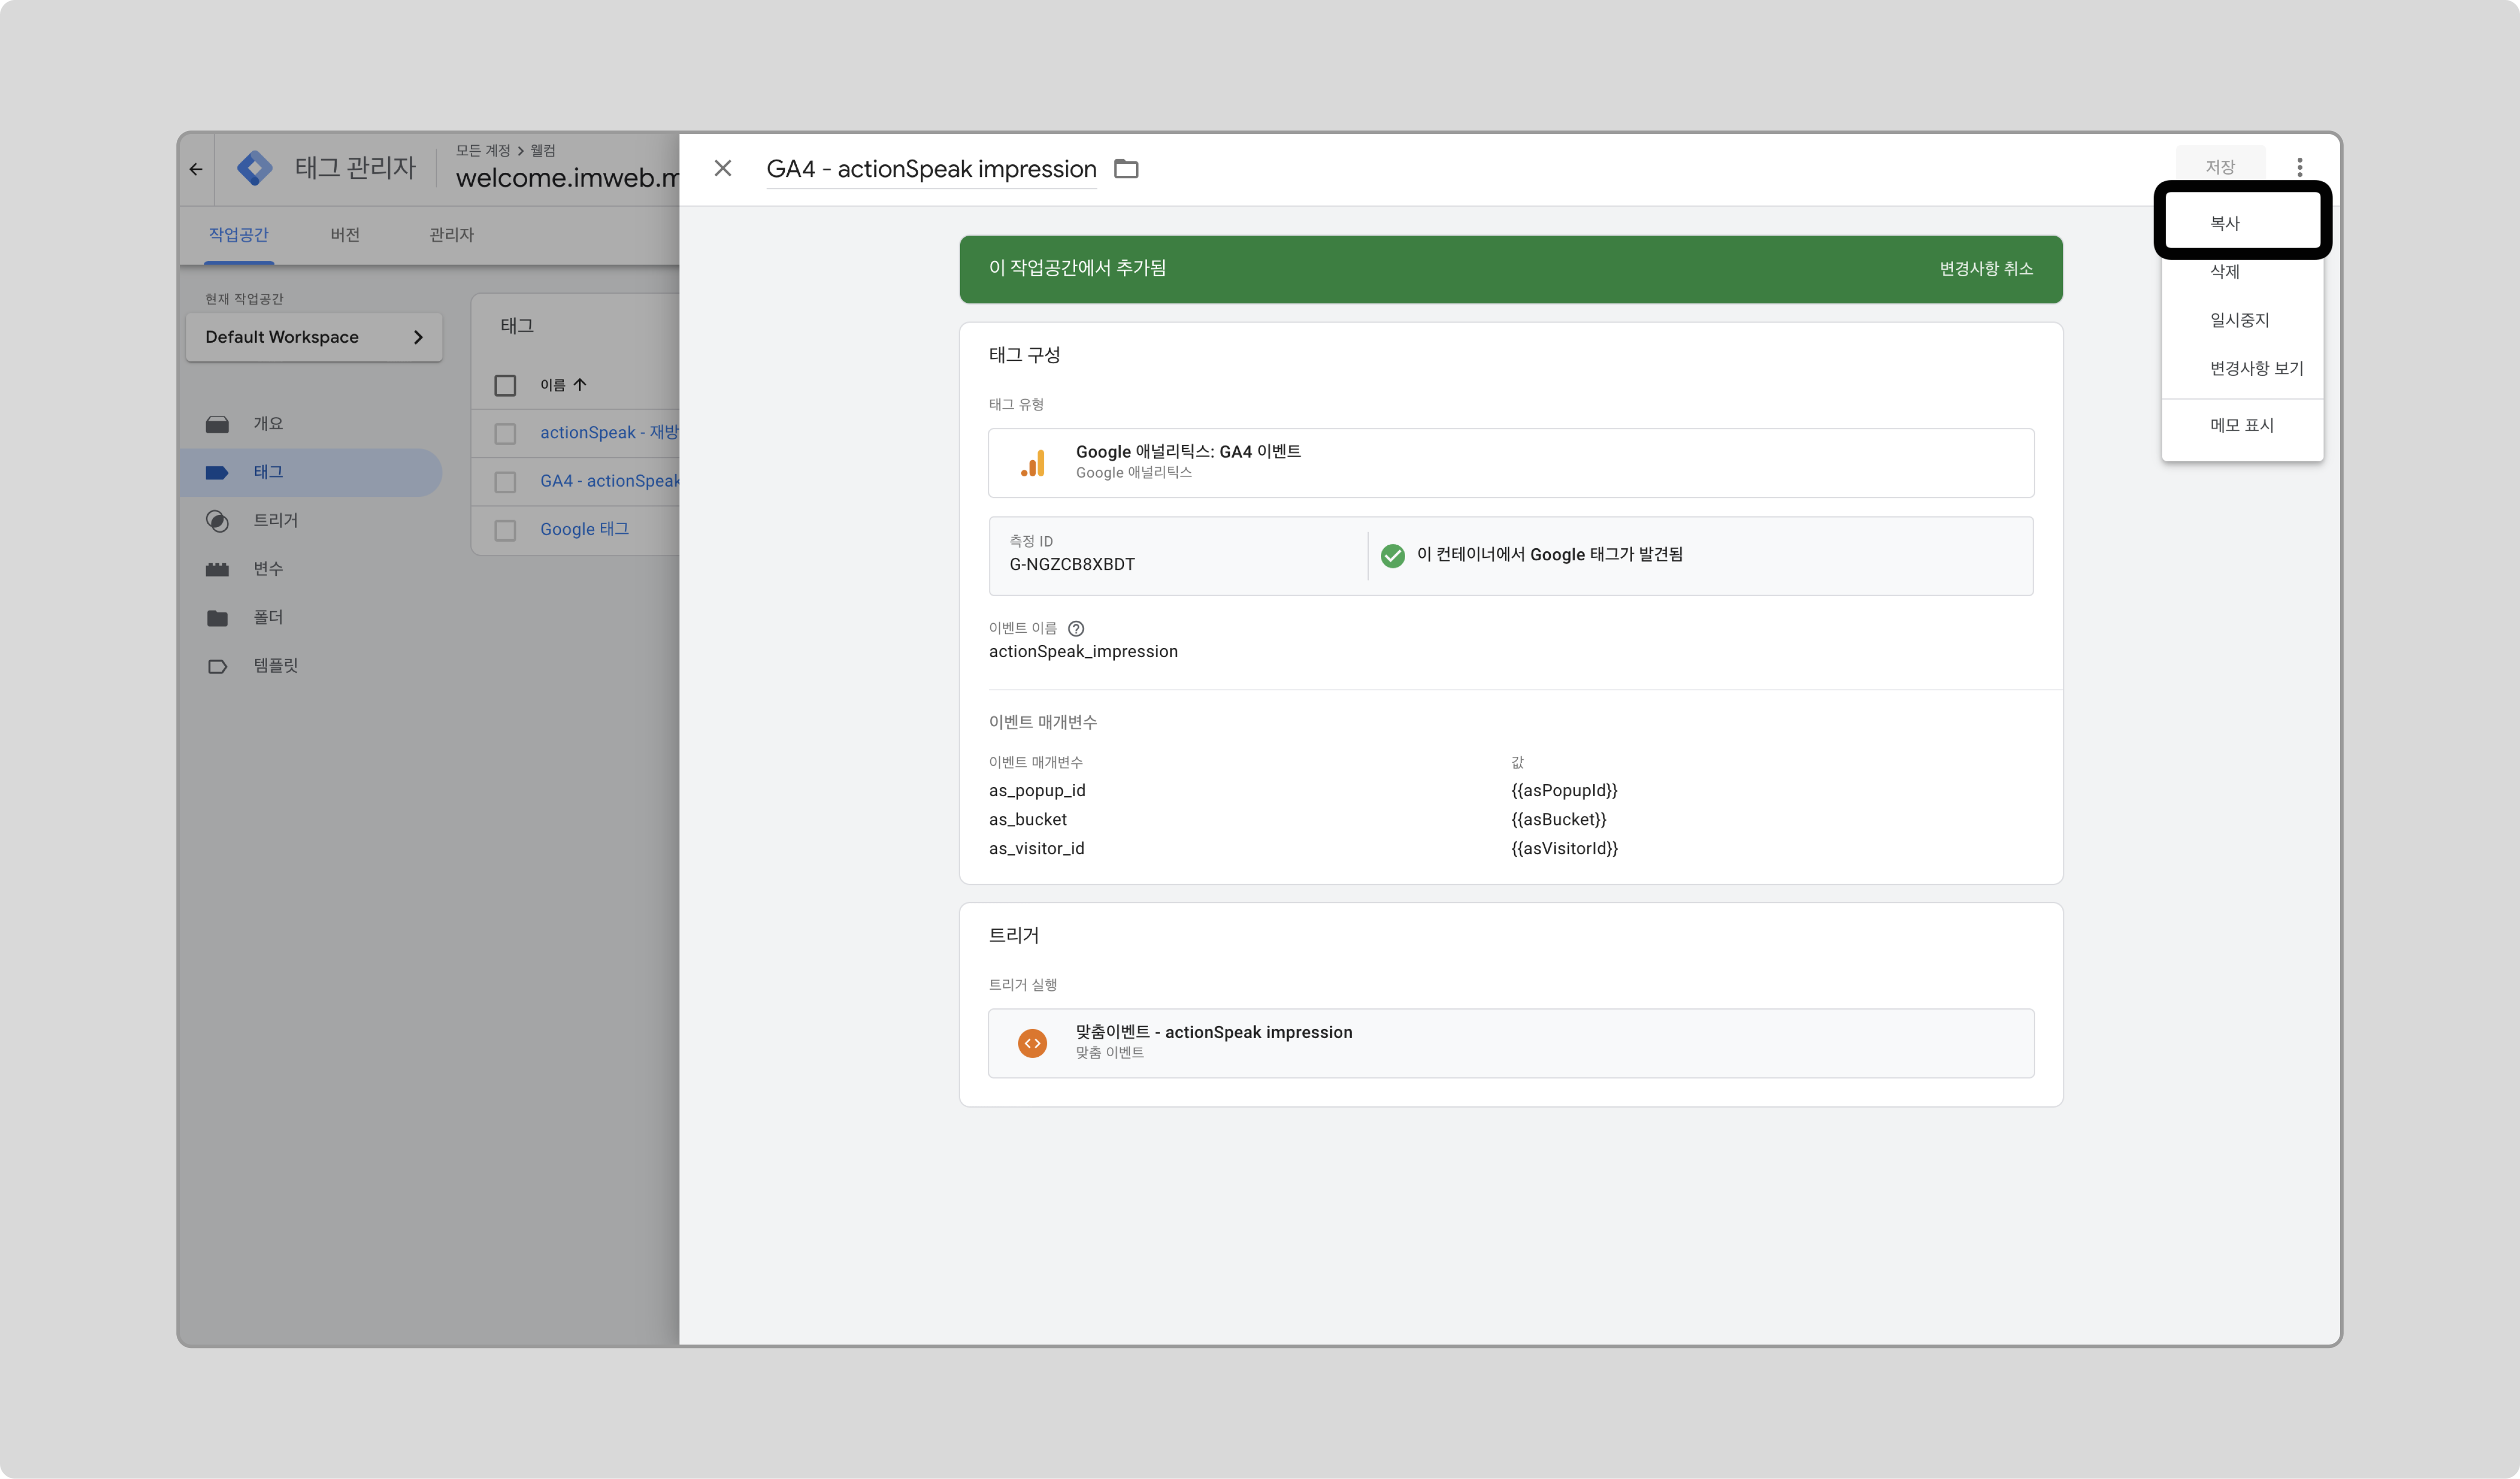 태그 관리자
모든 계정 > 웰컴
welcome.imweb.m
작업공간
버전
관리자
현재 작업공간
Default Workspace
개요
태그
트리거
변수
폴더
템플릿
태그
이름
actionSpeak - 재방
GA4 - actionSpeak
Google 태그
GA4 - actionSpeak impression
저장
복사
삭제
일시중지
변경사항 보기
메모 표시
이 작업공간에서 추가됨
변경사항 취소
태그 구성
태그 유형
Google 애널리틱스: GA4 이벤트
Google 애널리틱스
측정 ID
G-NGZCB8XBDT
이 컨테이너에서 Google 태그가 발견됨
이벤트 이름
actionSpeak_impression
이벤트 매개변수
이벤트 매개변수 값
as_popup_id {{asPopupId}}
as_bucket {{asBucket}}
as_visitor_id {{asVisitorId}}
트리거
트리거 실행
맞춤이벤트 - actionSpeak impression
맞춤 이벤트